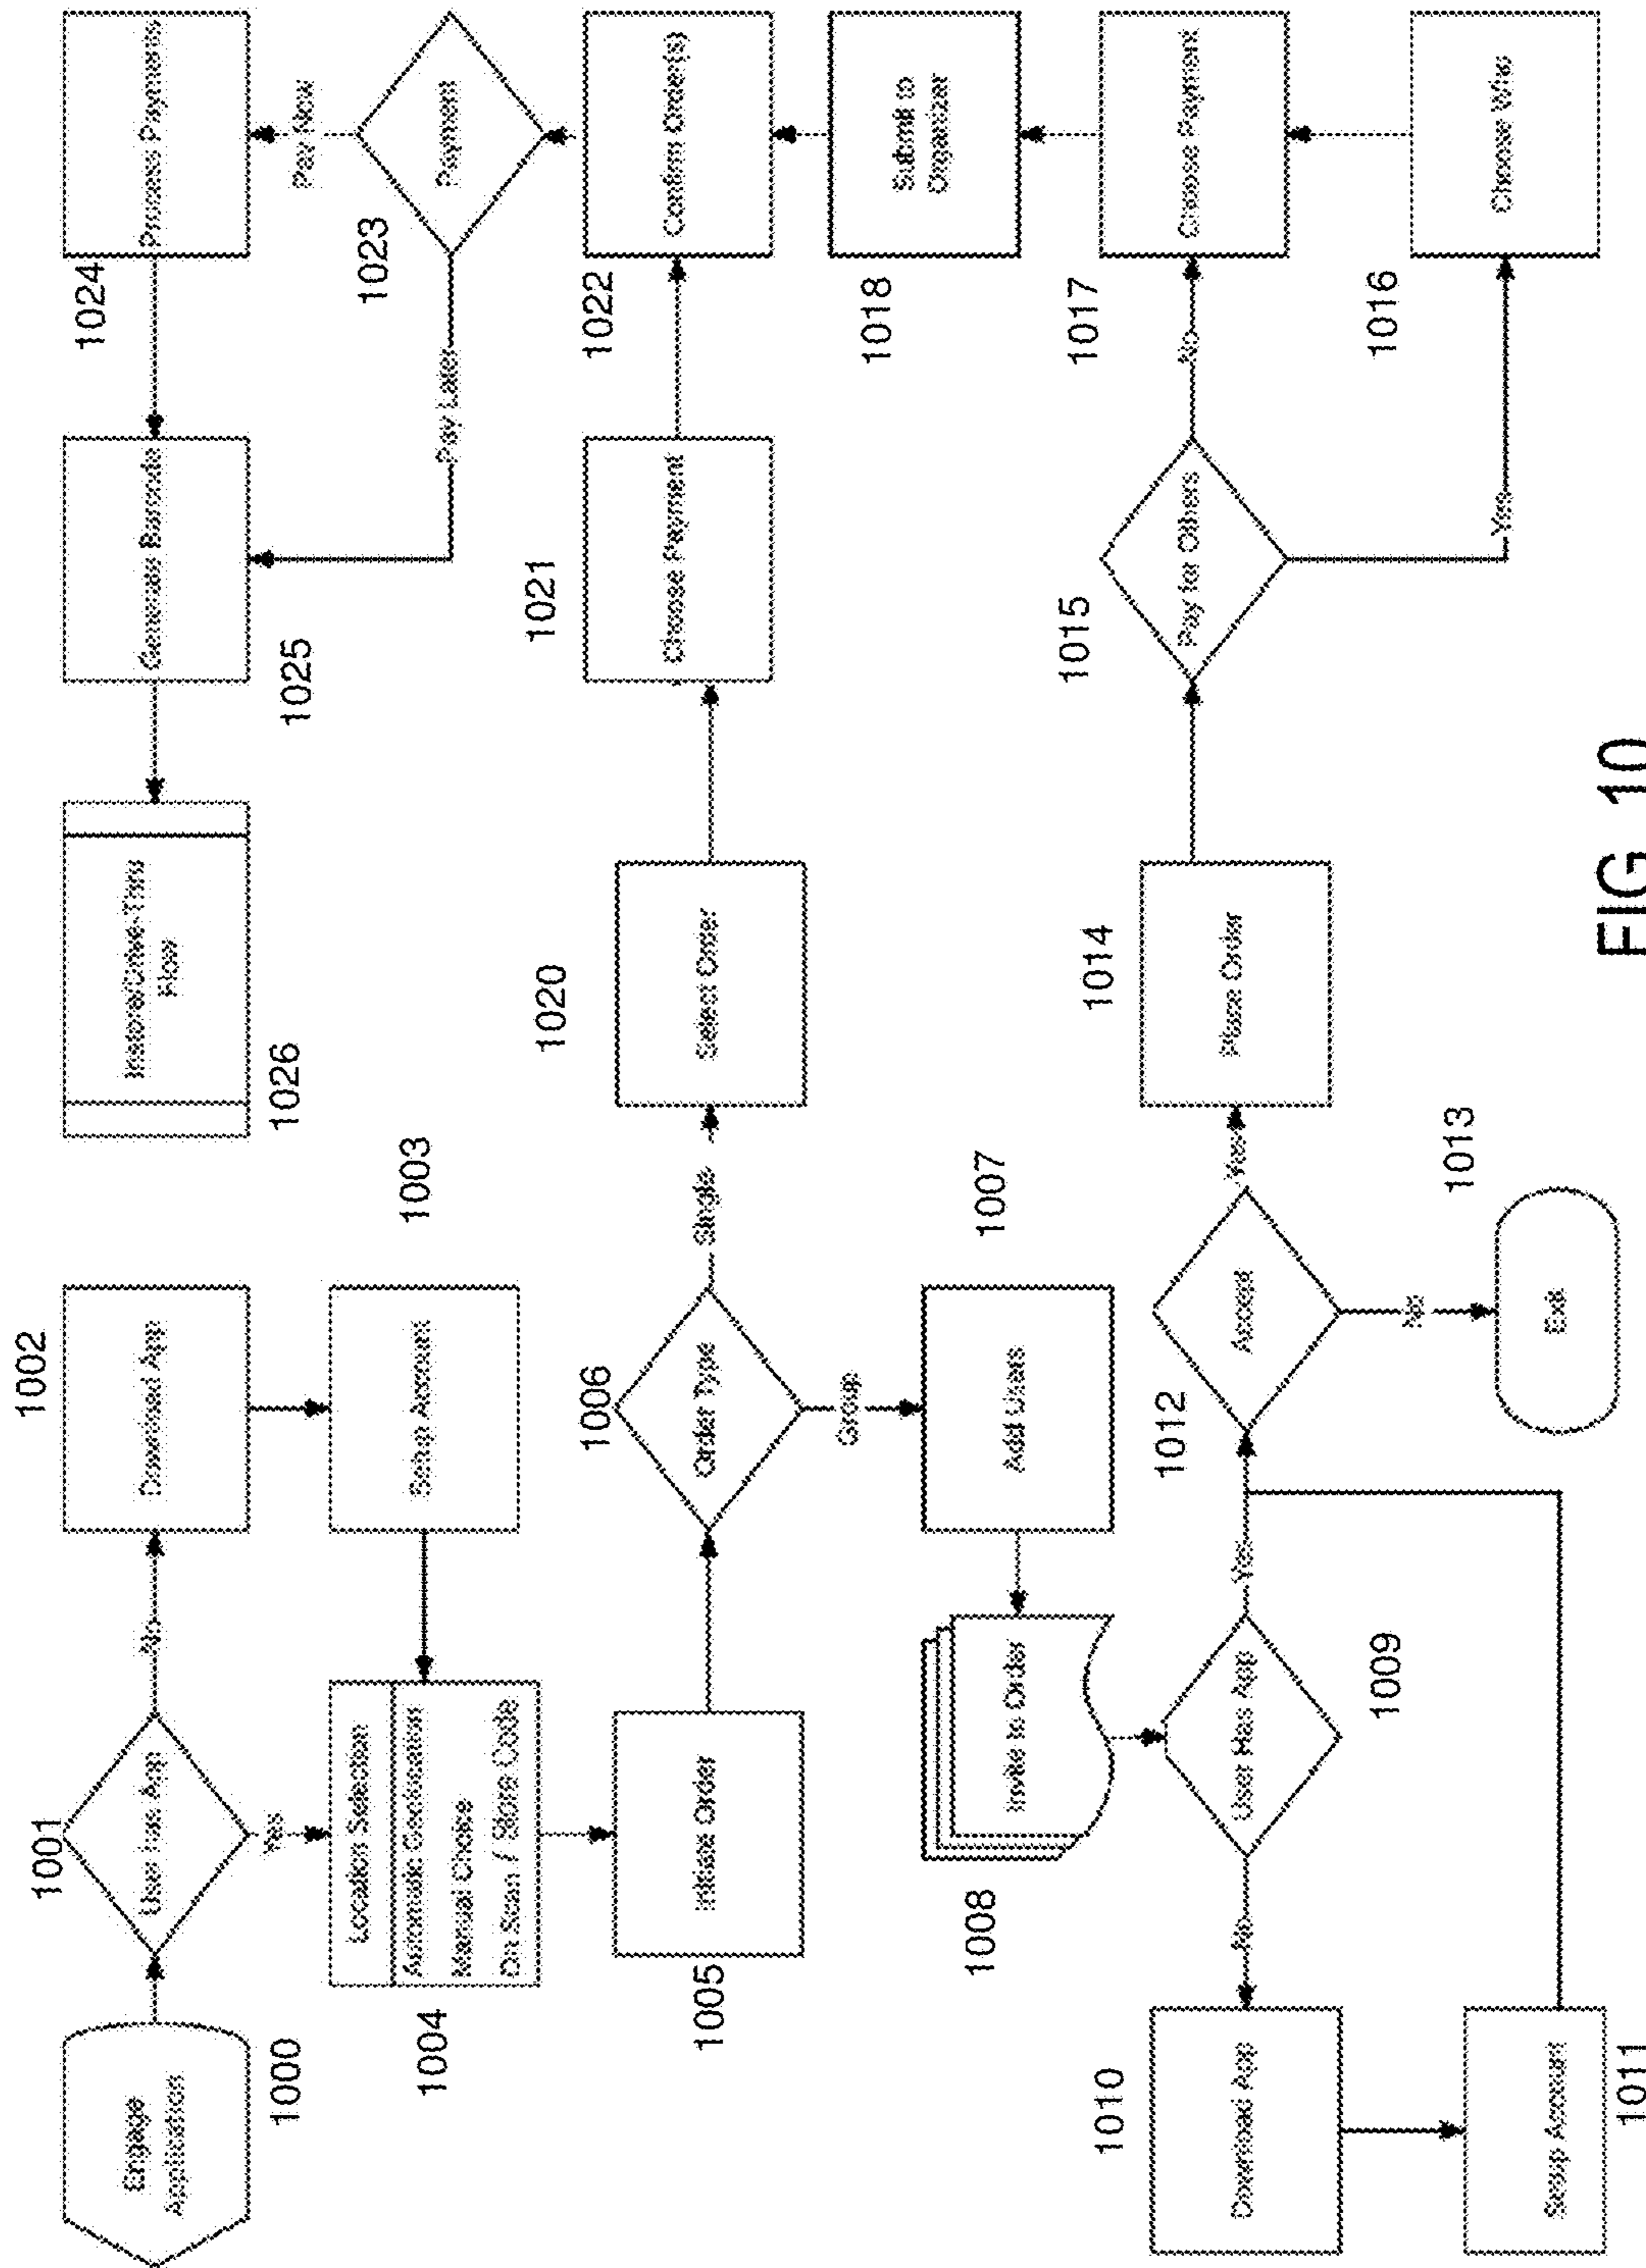 Engage
Application
1000
1001
User Has App
No
Yes
1002
Download App
1003
Setup Account
Location Selection
Automatic Geolocation
Manual Choice
On Scan / Store Code
1004
Initiate Order
1005
1006
Order Type
Single
Group
1007
Add Users
Invite to Order
1008
User Has App
1009
No
Yes
1010
Download App
Setup Account
1011
1012
Accept
Yes
No
1013
Exit
1014
Place Order
1015
Pay for Others
No
Yes
1016
Choose Who
1017
Choose Payment
1018
Submit to
Organizer
1020
Select Order
1021
Choose Payment
1022
Confirm Order(s)
1023
Payment
Pay Now
Pay Later
1024
Process Payments
Generate Barcode
1025
Instore/Drive-Thru
Flow
1026
FIG. 10